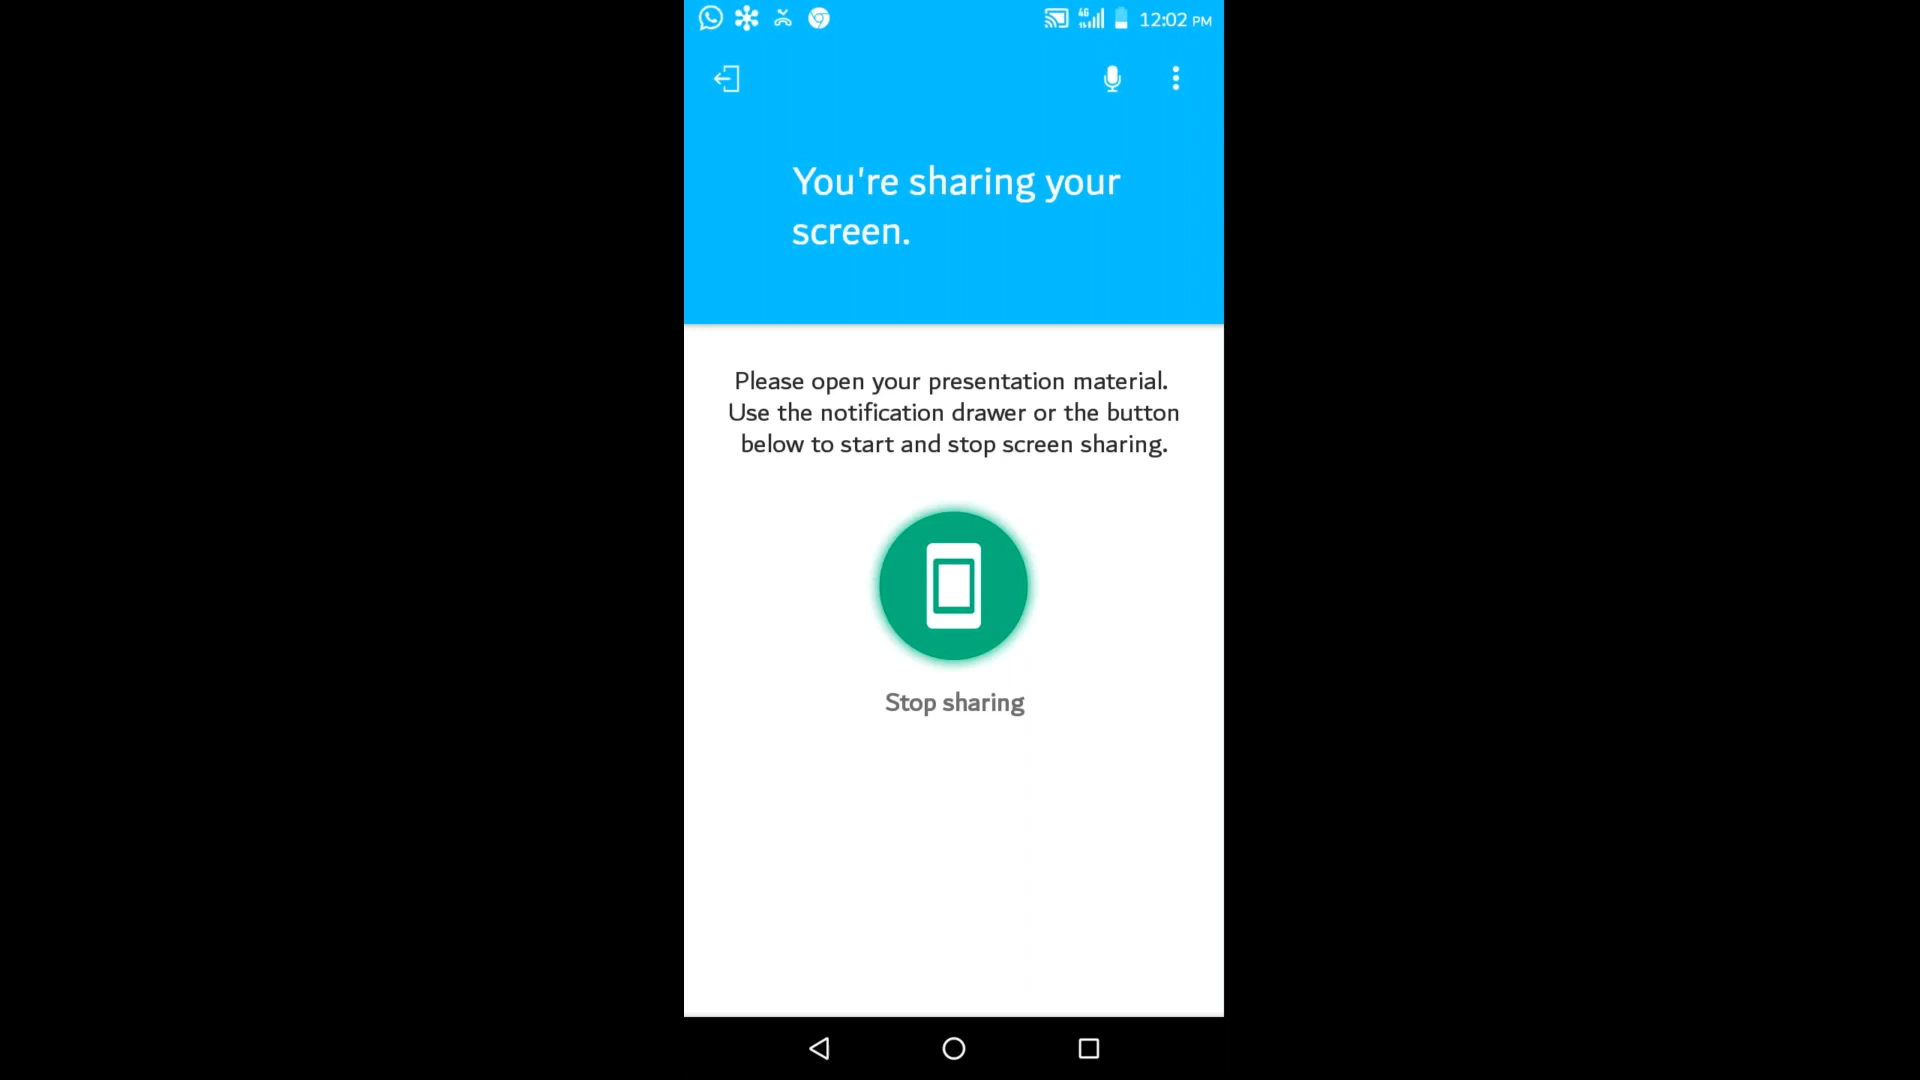 4G
12:02 PM
You're sharing your
screen.
Please open your presentation material.
Use the notification drawer or the button
below to start and stop screen sharing.
Stop sharing